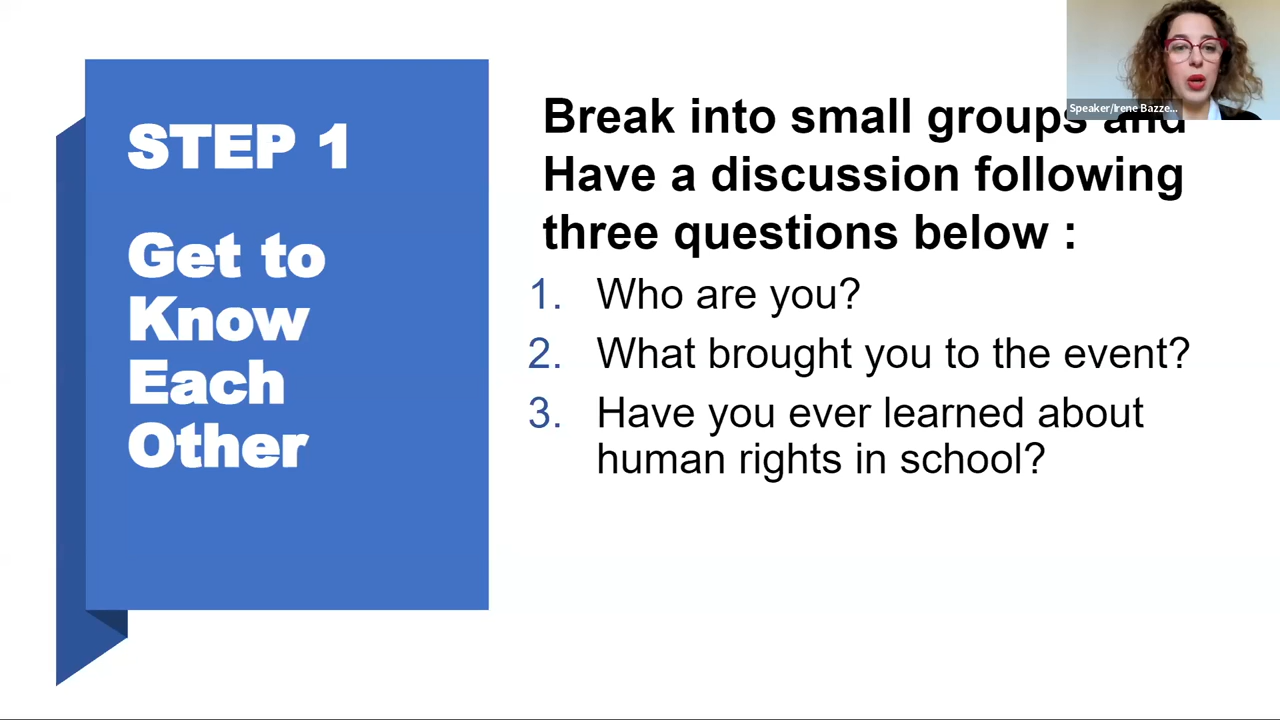 STEP 1
Get to
Know
Each
Other
Break into small groups and
Have a discussion following
three questions below :
1. Who are you?
2. What brought you to the event?
3. Have you ever learned about
human rights in school?
Speaker/Irene Bazze...